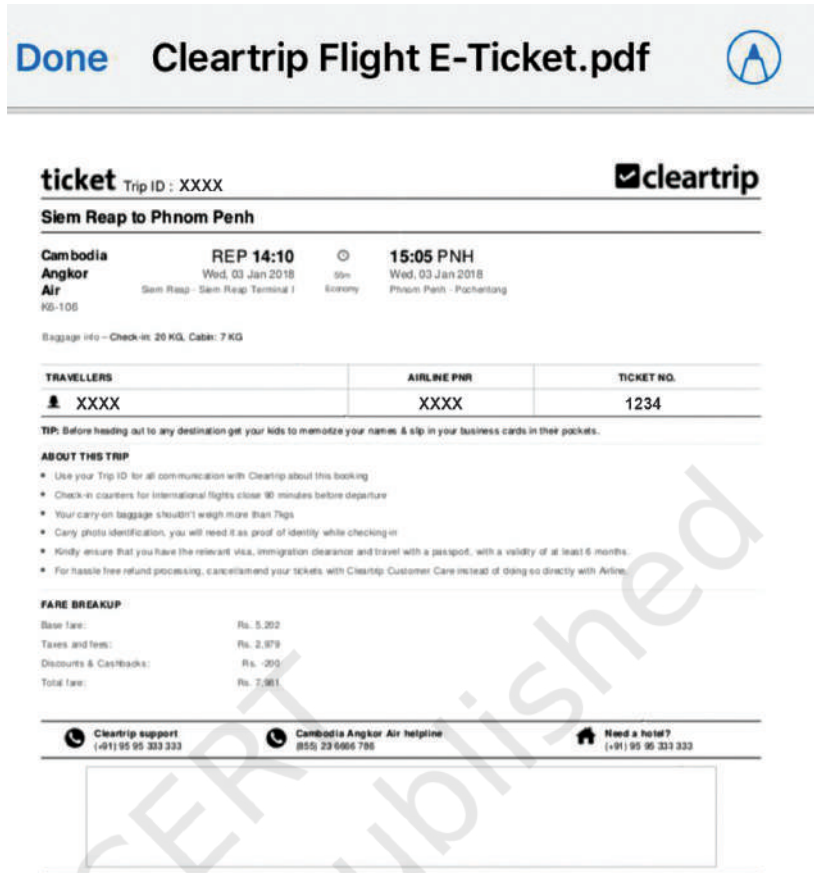 Done Cleartrip Flight E-Ticket.pdf
ticket Trip ID : XXXX cleartrip
Siem Reap to Phnom Penh
Cambodia REP 14:10 15:05 PNH
Angkor Wed, 03 Jan 2018 55m Wed, 03 Jan 2018
Air Siem Reap - Siem Reap Terminal I Economy Phnom Penh - Pochentong
K6-106
Baggage info – Check-in: 20 KG, Cabin: 7 KG
TRAVELLERS AIRLINE PNR TICKET NO.
XXXX XXXX 1234
TIP: Before heading out to any destination get your kids to memorize your names & slip in your business cards in their pockets.
ABOUT THIS TRIP
• Use your Trip ID for all communication with Cleartrip about this booking
• Check-in counters for international flights close 90 minutes before departure
• Your carry-on baggage shouldn't weigh more than 7kgs
• Carry photo identification, you will need it as proof of identity while checking-in
• Kindly ensure that you have the relevant visa, immigration clearance and travel with a passport, with a validity of at least 6 months.
• For hassle free refund processing, cancel/amend your tickets with Cleartrip Customer Care instead of doing so directly with Airline.
FARE BREAKUP
Base fare: Rs. 5,202
Taxes and fees: Rs. 2,979
Discounts & Cashbacks: Rs. -200
Total fare: Rs. 7,981
Cleartrip support Cambodia Angkor Air helpline Need a hotel?
(+91) 95 95 333 333 (855) 23 6666 786 (+91) 95 95 333 333
CERT
ublished